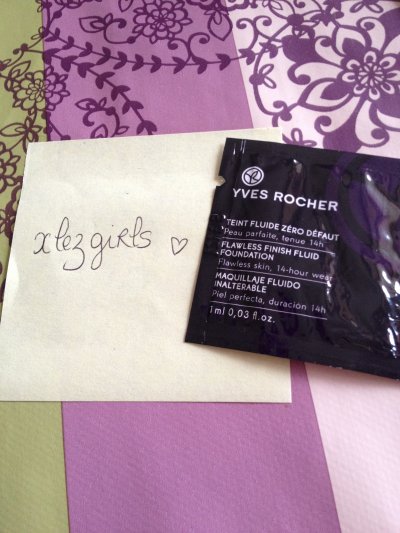 xlezgirls ♡
YVES ROCHER
TEINT FLUIDE ZÉRO DÉFAUT
Peau parfaite, tenue 14h
FLAWLESS FINISH FLUID
FOUNDATION
Flawless skin, 14-hour wear
MAQUILLAJE FLUIDO
INALTERABLE
Piel perfecta, duración 14h
1ml 0,03 fl.oz.